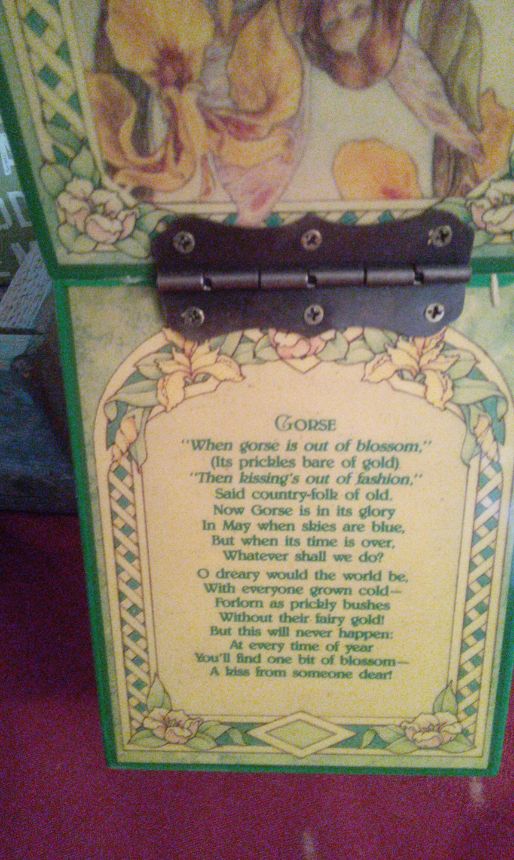 GORSE
"When gorse is out of blossom,"
(Its prickles bare of gold)
"Then kissing's out of fashion,"
Said country-folk of old.
Now Gorse is in its glory
In May when skies are blue,
But when its time is over,
Whatever shall we do?
O dreary would the world be,
With everyone grown cold—
Forlorn as prickly bushes
Without their fairy gold!
But this will never happen:
At every time of year
You'll find one bit of blossom—
A kiss from someone dear!